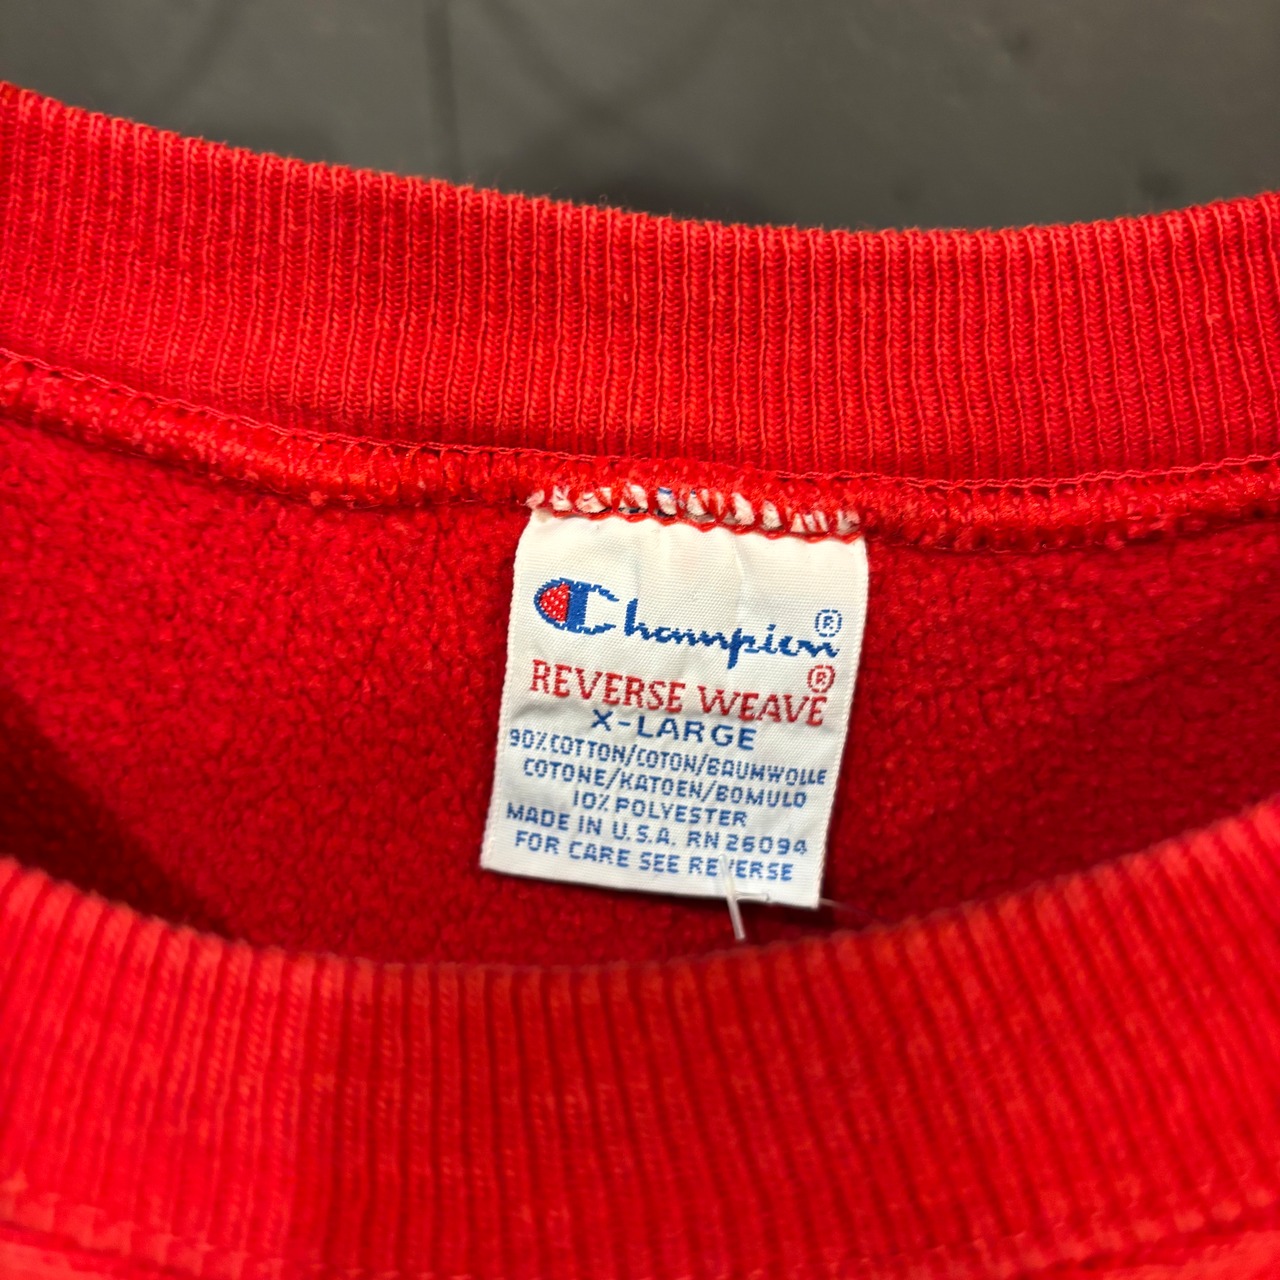 Champion®
REVERSE WEAVE®
X-LARGE
90% COTTON/COTON/BAUMWOLLE
COTONE/KATOEN/BOMULD
10% POLYESTER
MADE IN U.S.A. RN 26094
FOR CARE SEE REVERSE